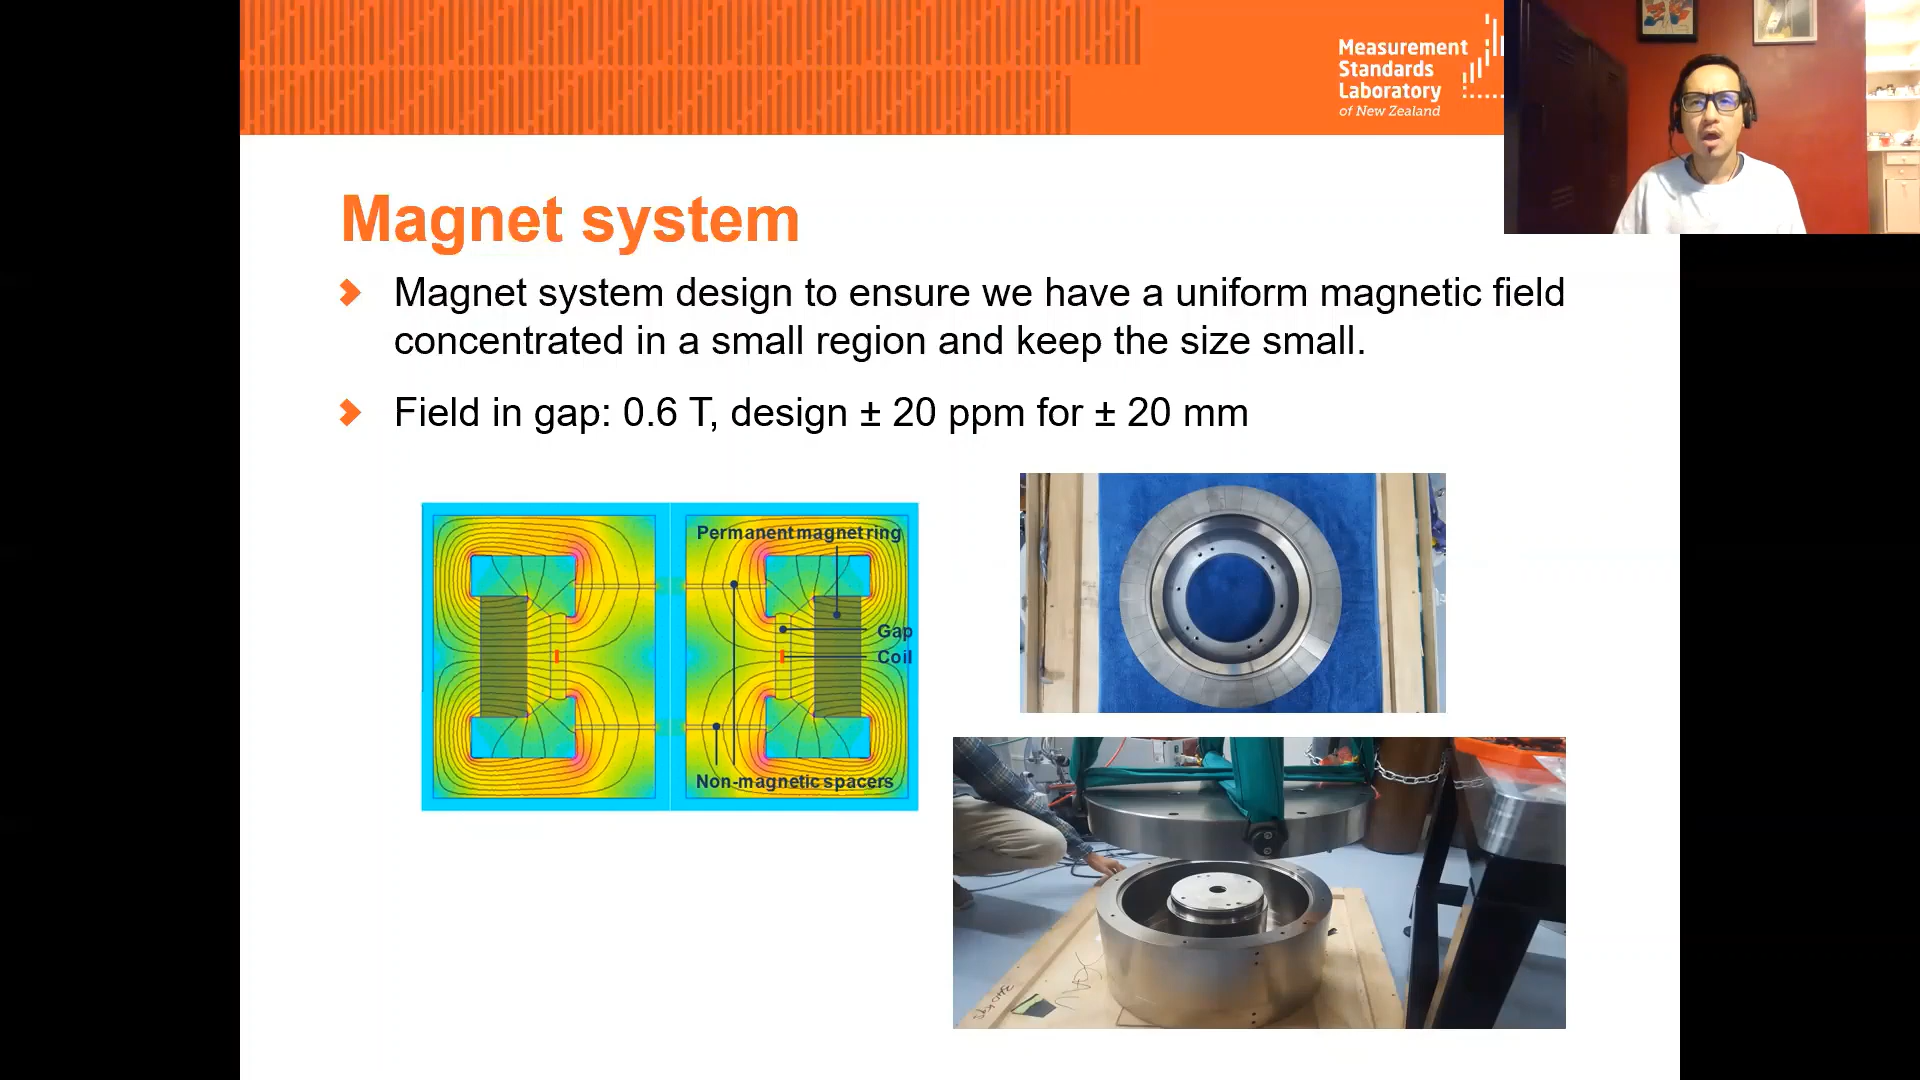 Measurement
Standards
Laboratory
of New Zealand
Magnet system
Magnet system design to ensure we have a uniform magnetic field
concentrated in a small region and keep the size small.
Field in gap: 0.6 T, design ± 20 ppm for ± 20 mm
Permanent magnet ring
Gap
Coil
Non-magnetic spacers